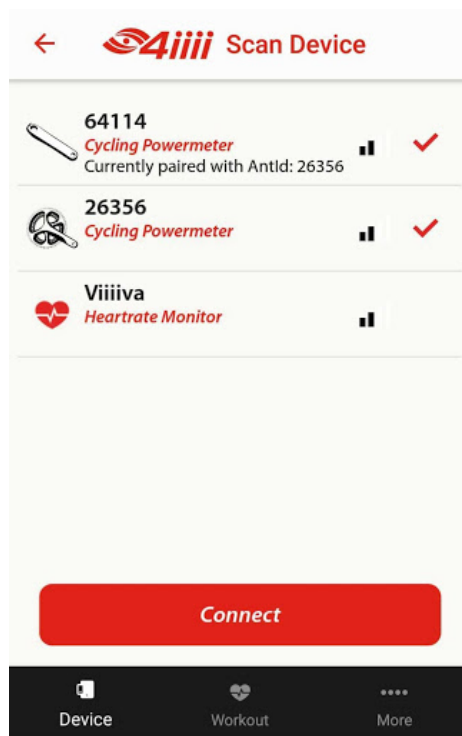 4iiii Scan Device
64114
Cycling Powermeter
Currently paired with AntId: 26356
26356
Cycling Powermeter
Viiiiva
Heartrate Monitor
Connect
Device Workout More